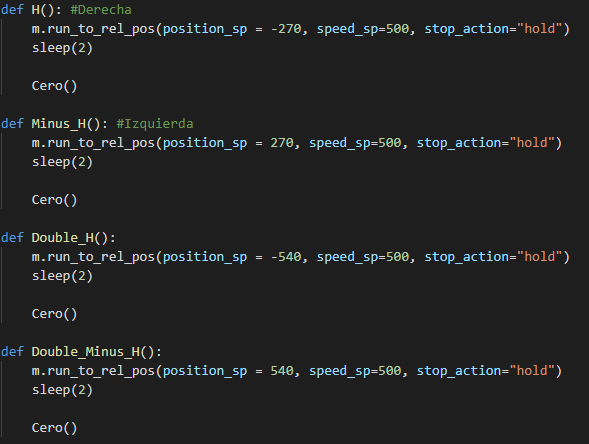 def H(): #Derecha
    m.run_to_rel_pos(position_sp = -270, speed_sp=500, stop_action="hold")
    sleep(2)

    Cero()

def Minus_H(): #Izquierda
    m.run_to_rel_pos(position_sp = 270, speed_sp=500, stop_action="hold")
    sleep(2)

    Cero()

def Double_H():
    m.run_to_rel_pos(position_sp = -540, speed_sp=500, stop_action="hold")
    sleep(2)

    Cero()

def Double_Minus_H():
    m.run_to_rel_pos(position_sp = 540, speed_sp=500, stop_action="hold")
    sleep(2)

    Cero()